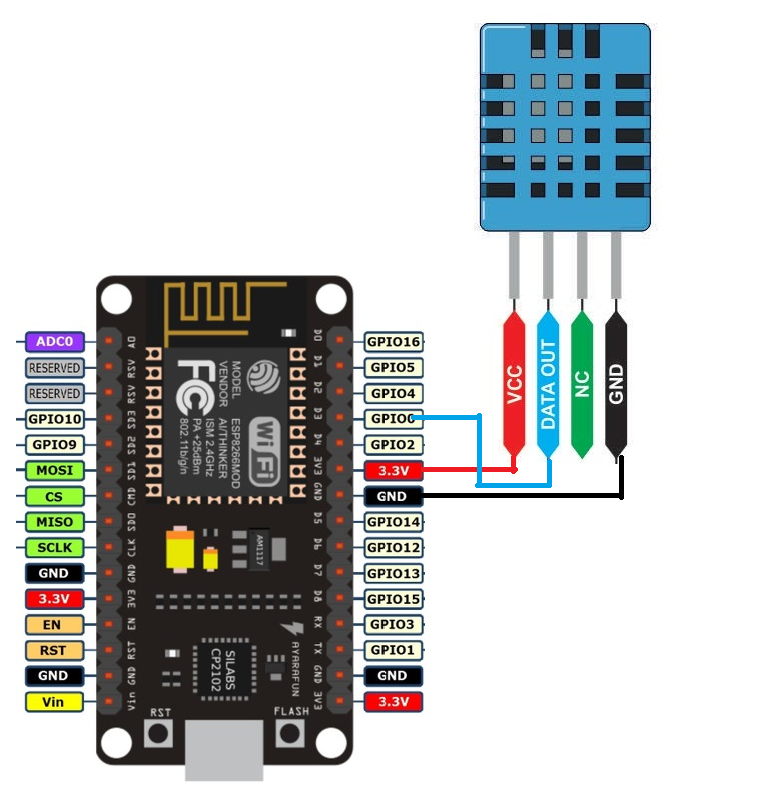 VCC
DATA OUT
NC
GND
ADC0
RESERVED
RESERVED
GPIO10
GPIO9
MOSI
CS
MISO
SCLK
GND
3.3V
EN
RST
GND
Vin
A0
RSV
RSV
SD3
SD2
SD1
CMD
SD0
CLK
GND
3V3
EN
RST
GND
Vin
MODEL
VENDOR
ESP8266MOD
AI/THINKER
ISM 2.4GHz
PA +25dBm
802.11b/g/n
FC
Wi Fi
AM1117
SILABS
CP2102
AYARAFUN
RST
FLASH
D0
D1
D2
D3
D4
3V3
GND
D5
D6
D7
D8
RX
TX
GND
3V3
GPIO16
GPIO5
GPIO4
GPIO0
GPIO2
3.3V
GND
GPIO14
GPIO12
GPIO13
GPIO15
GPIO3
GPIO1
GND
3.3V